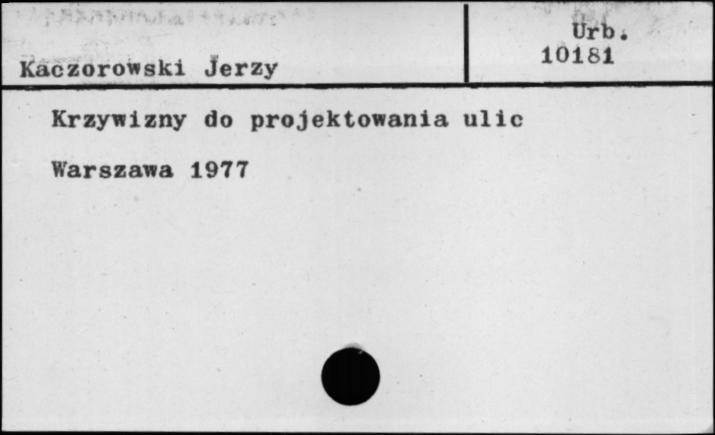 Urb.
10181
Kaczorowski Jerzy
Krzywizny do projektowania ulic
Warszawa 1977